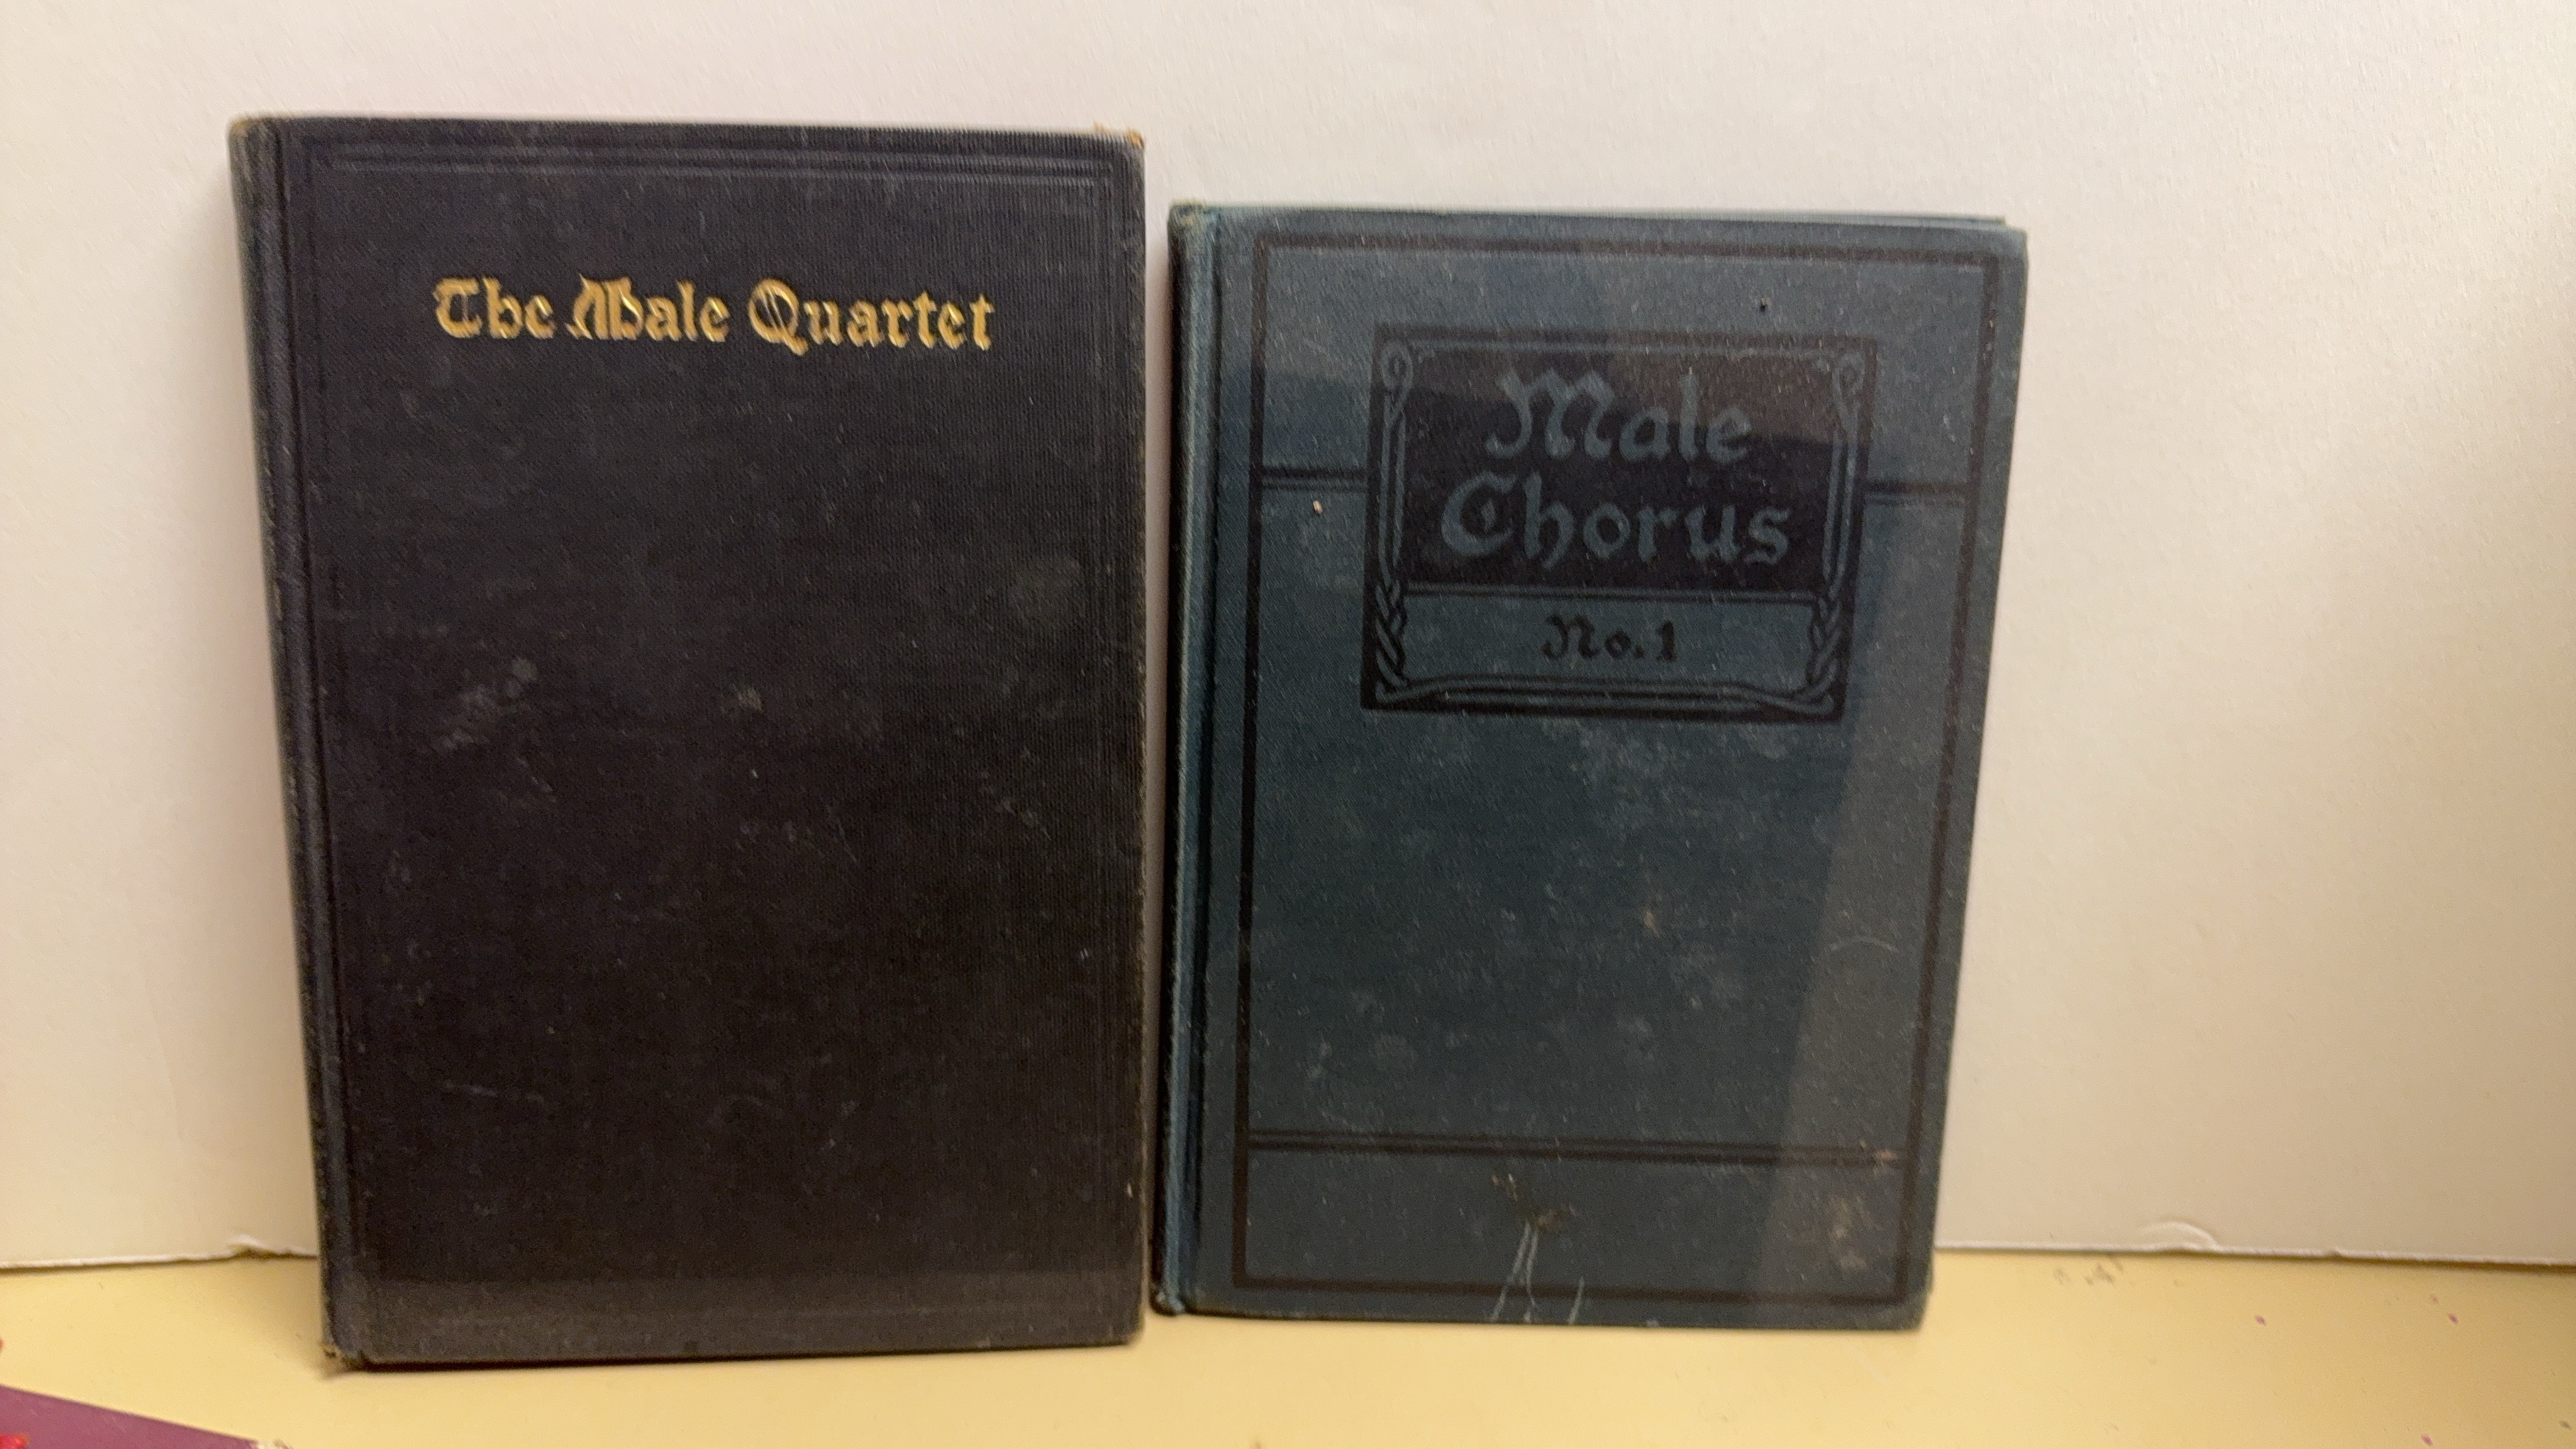 The Male Quartet
Male
Chorus
No. 1